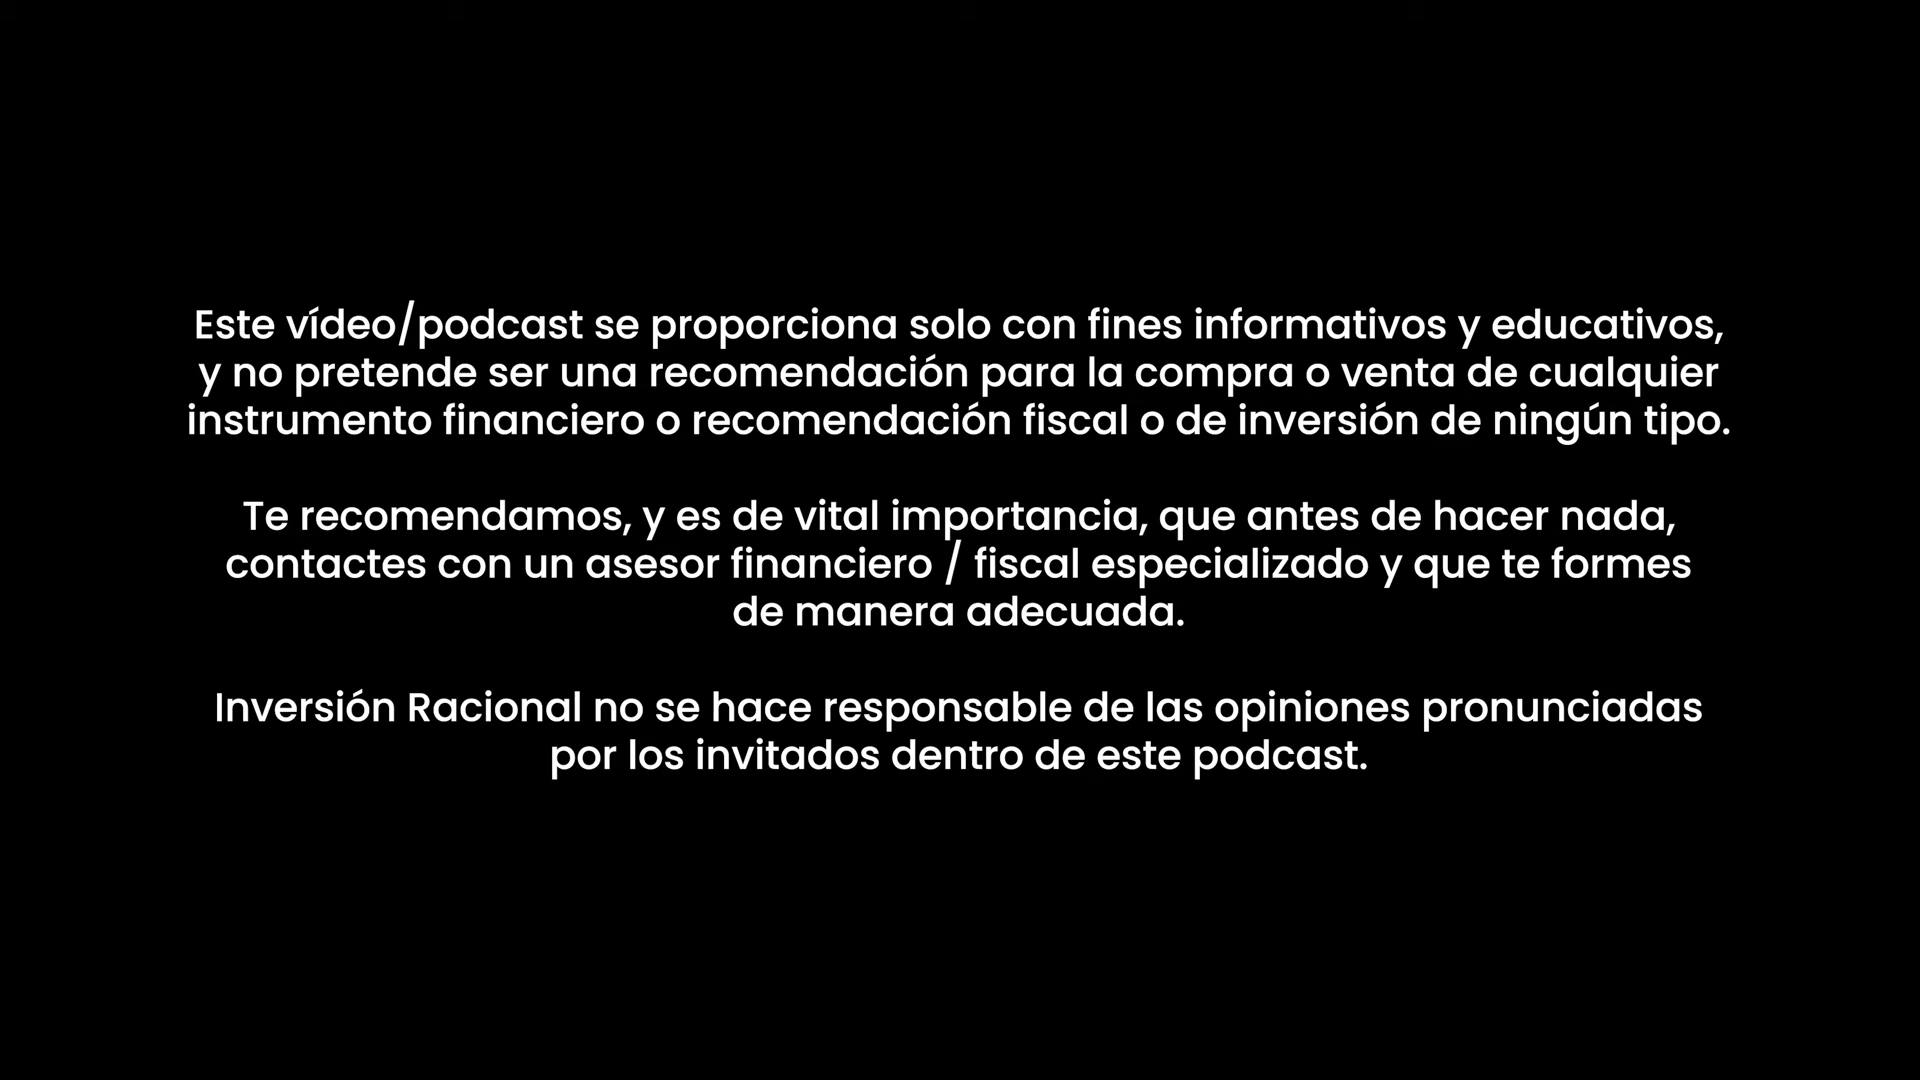 Este vídeo/podcast se proporciona solo con fines informativos y educativos,
y no pretende ser una recomendación para la compra o venta de cualquier
instrumento financiero o recomendación fiscal o de inversión de ningún tipo.
Te recomendamos, y es de vital importancia, que antes de hacer nada,
contactes con un asesor financiero / fiscal especializado y que te formes
de manera adecuada.
Inversión Racional no se hace responsable de las opiniones pronunciadas
por los invitados dentro de este podcast.